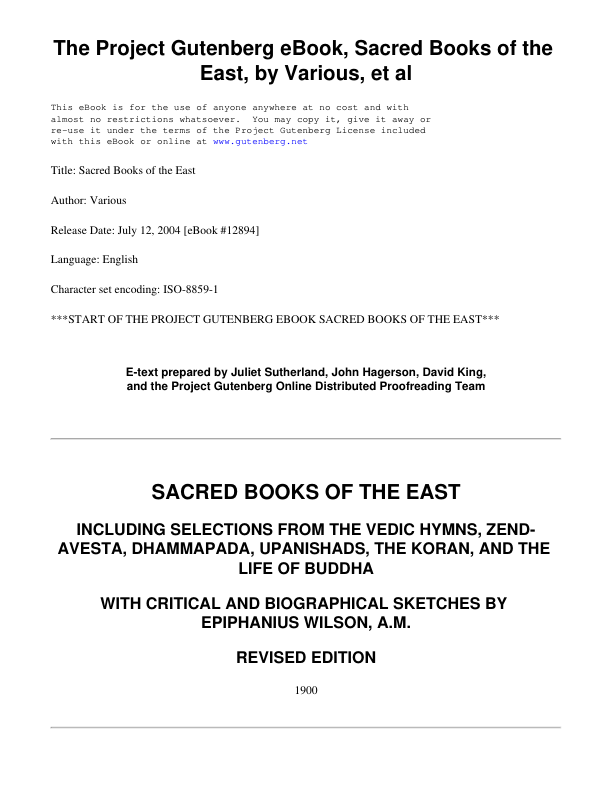 The Project Gutenberg eBook, Sacred Books of the
East, by Various, et al
This eBook is for the use of anyone anywhere at no cost and with
almost no restrictions whatsoever.  You may copy it, give it away or
re-use it under the terms of the Project Gutenberg License included
with this eBook or online at www.gutenberg.net
Title: Sacred Books of the East
Author: Various
Release Date: July 12, 2004 [eBook #12894]
Language: English
Character set encoding: ISO-8859-1
***START OF THE PROJECT GUTENBERG EBOOK SACRED BOOKS OF THE EAST***
E-text prepared by Juliet Sutherland, John Hagerson, David King,
and the Project Gutenberg Online Distributed Proofreading Team
SACRED BOOKS OF THE EAST
INCLUDING SELECTIONS FROM THE VEDIC HYMNS, ZEND-
AVESTA, DHAMMAPADA, UPANISHADS, THE KORAN, AND THE
LIFE OF BUDDHA
WITH CRITICAL AND BIOGRAPHICAL SKETCHES BY
EPIPHANIUS WILSON, A.M.
REVISED EDITION
1900